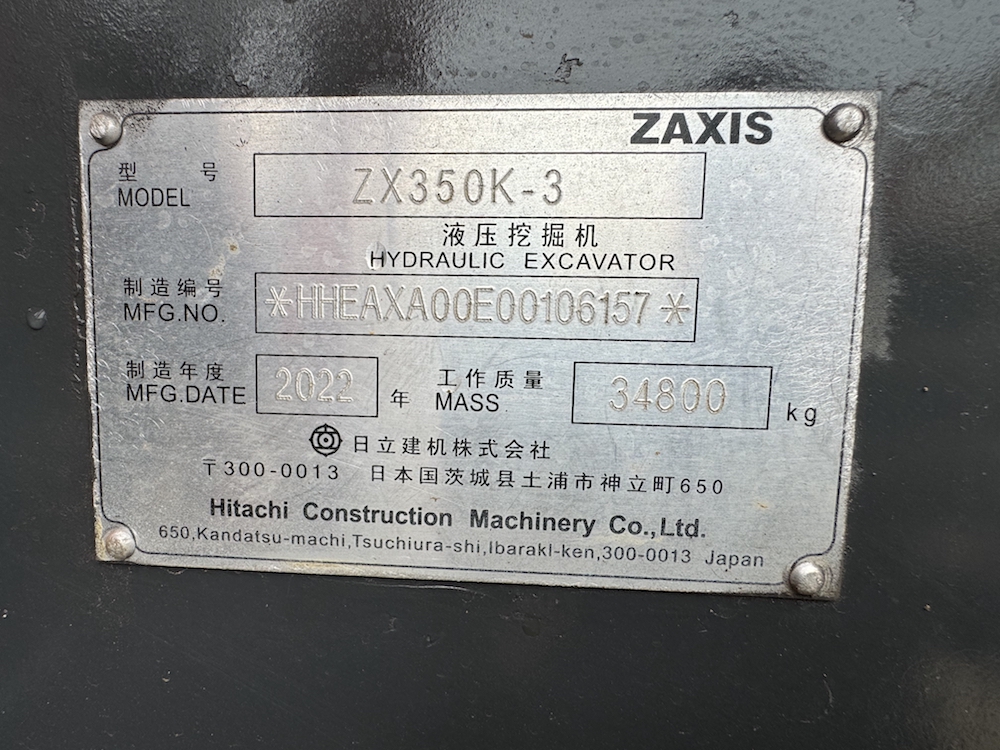 ZAXIS
型 号
MODEL ZX350K-3
液压挖掘机
HYDRAULIC EXCAVATOR
制造编号
MFG.NO. *HHEAXA00E00106157*
制造年度 工作质量
MFG.DATE 2022 年 MASS 34800 kg
日立建机株式会社
〒300-0013 日本国茨城县土浦市神立町650
Hitachi Construction Machinery Co.,Ltd.
650,Kandatsu-machi,Tsuchiura-shi,Ibarakl-ken,300-0013 Japan